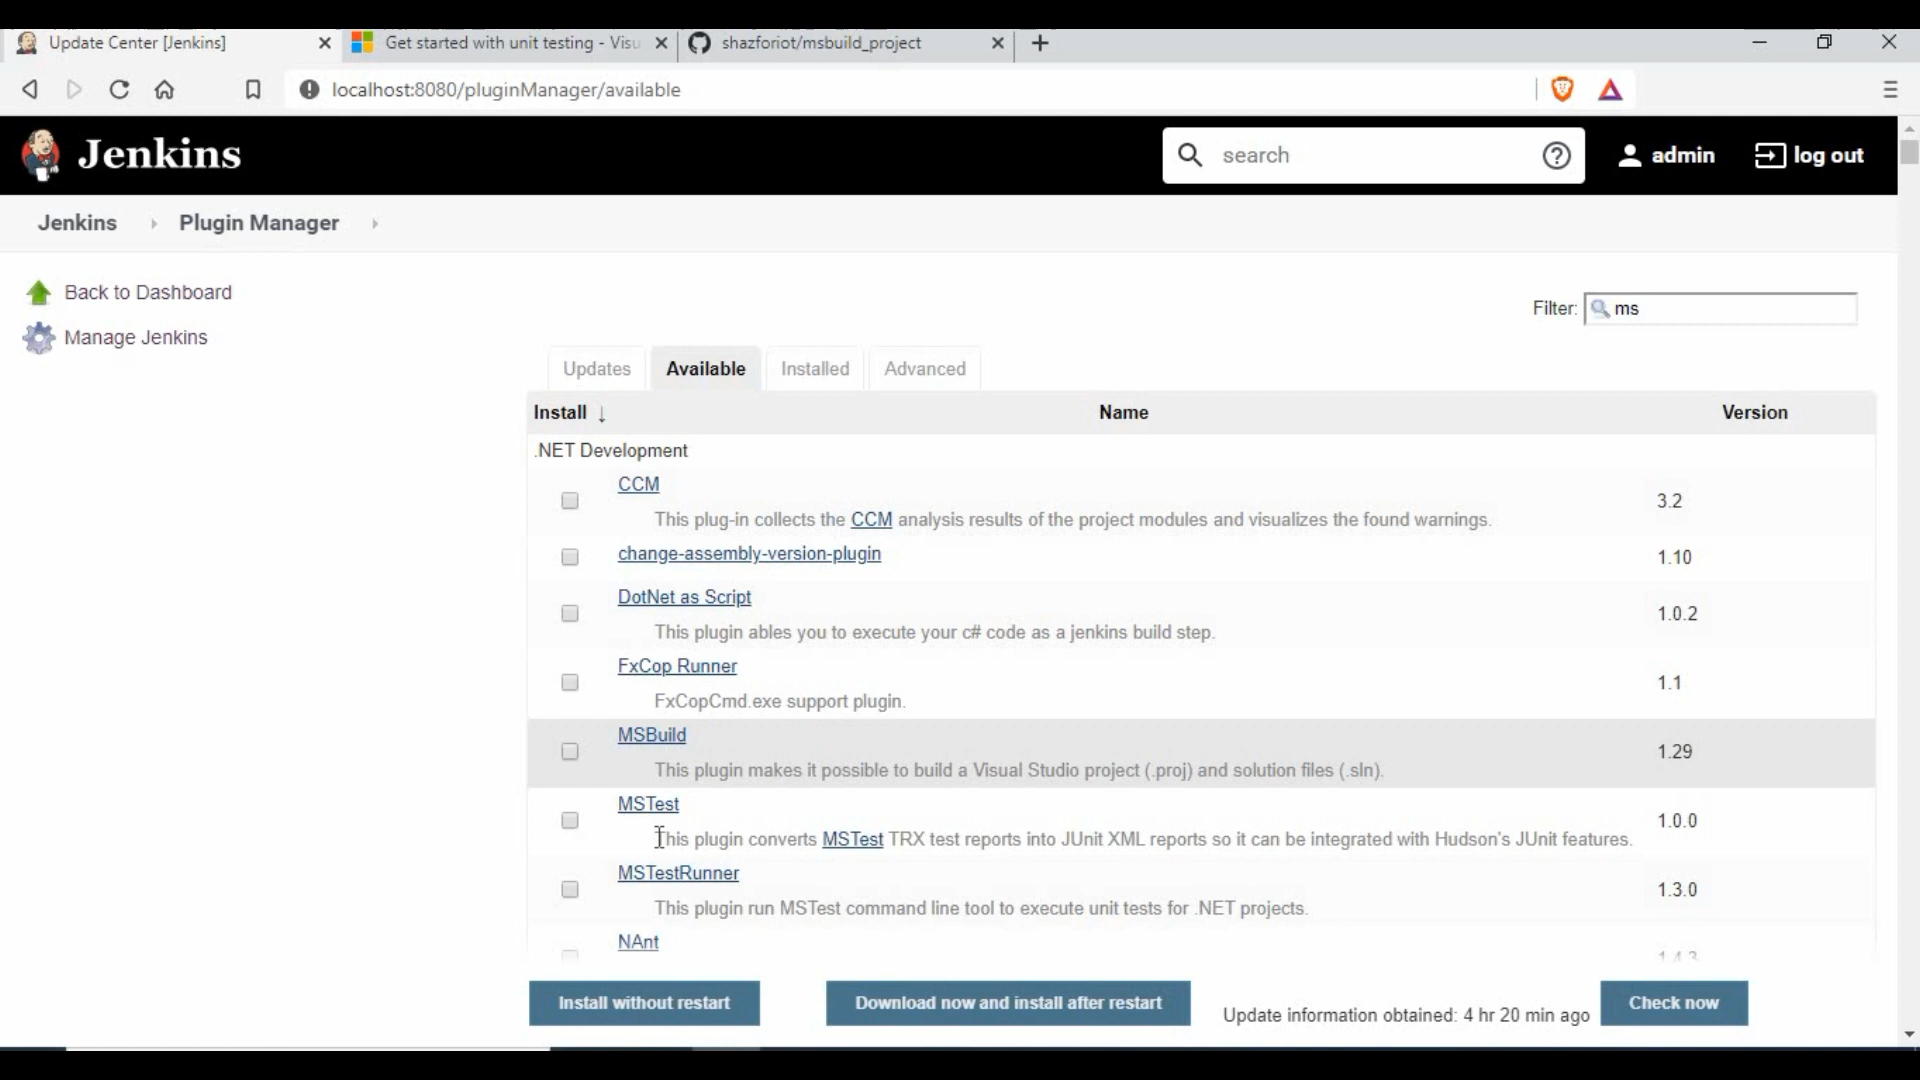 Update Center [Jenkins]
Get started with unit testing - Visu
shazforiot/msbuild_project
localhost:8080/pluginManager/available
Jenkins
search
admin
log out
Jenkins
Plugin Manager
Back to Dashboard
Manage Jenkins
Filter: ms
Updates Available Installed Advanced
Install ↓ Name Version
.NET Development
CCM
This plug-in collects the CCM analysis results of the project modules and visualizes the found warnings.
3.2
change-assembly-version-plugin
1.10
DotNet as Script
This plugin ables you to execute your c# code as a jenkins build step.
1.0.2
FxCop Runner
FxCopCmd.exe support plugin.
1.1
MSBuild
This plugin makes it possible to build a Visual Studio project (.proj) and solution files (.sln).
1.29
MSTest
This plugin converts MSTest TRX test reports into JUnit XML reports so it can be integrated with Hudson's JUnit features.
1.0.0
MSTestRunner
This plugin run MSTest command line tool to execute unit tests for .NET projects.
1.3.0
NAnt
1.4.3
Install without restart
Download now and install after restart
Update information obtained: 4 hr 20 min ago
Check now